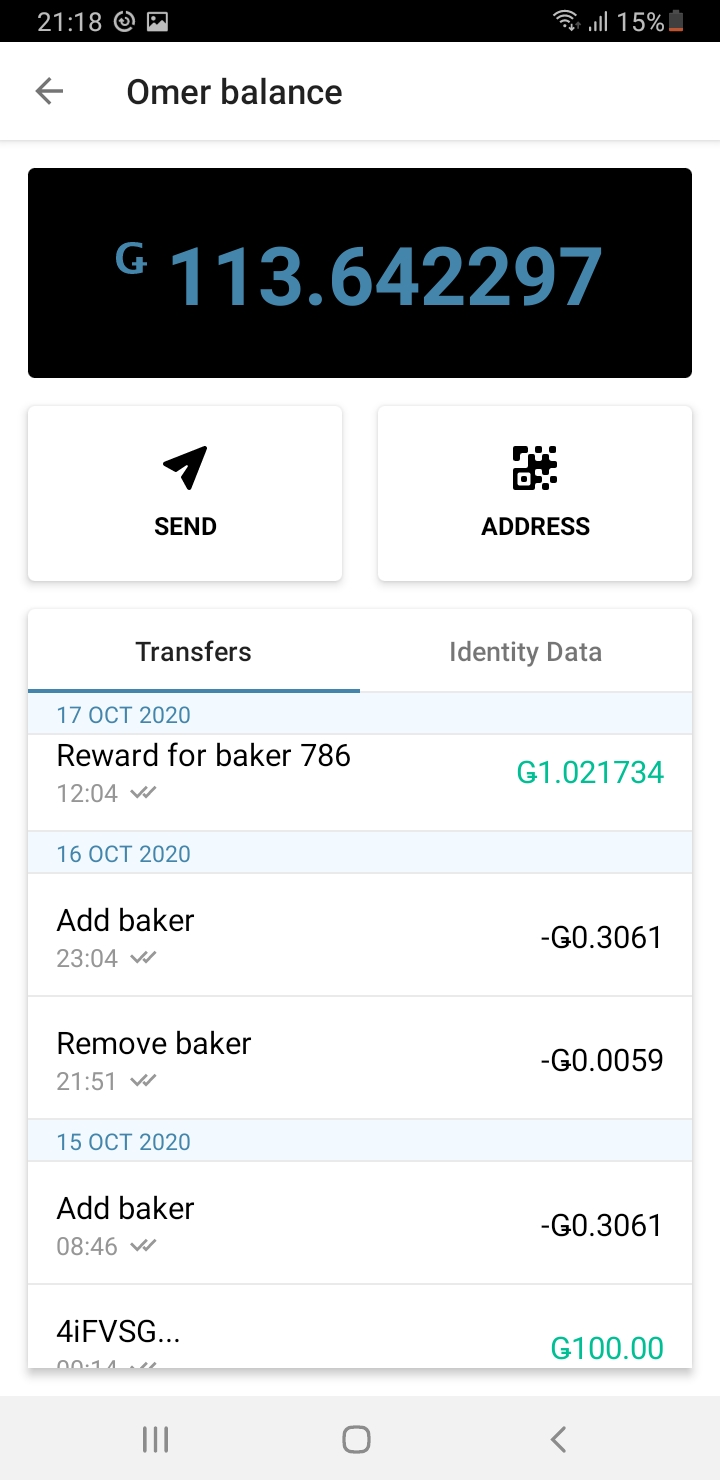 21:18 15%
Omer balance
Ǥ 113.642297
SEND
ADDRESS
Transfers
Identity Data
17 OCT 2020
Reward for baker 786
Ǥ1.021734
12:04
16 OCT 2020
Add baker
-Ǥ0.3061
23:04
Remove baker
-Ǥ0.0059
21:51
15 OCT 2020
Add baker
-Ǥ0.3061
08:46
4iFVSG...
Ǥ100.00